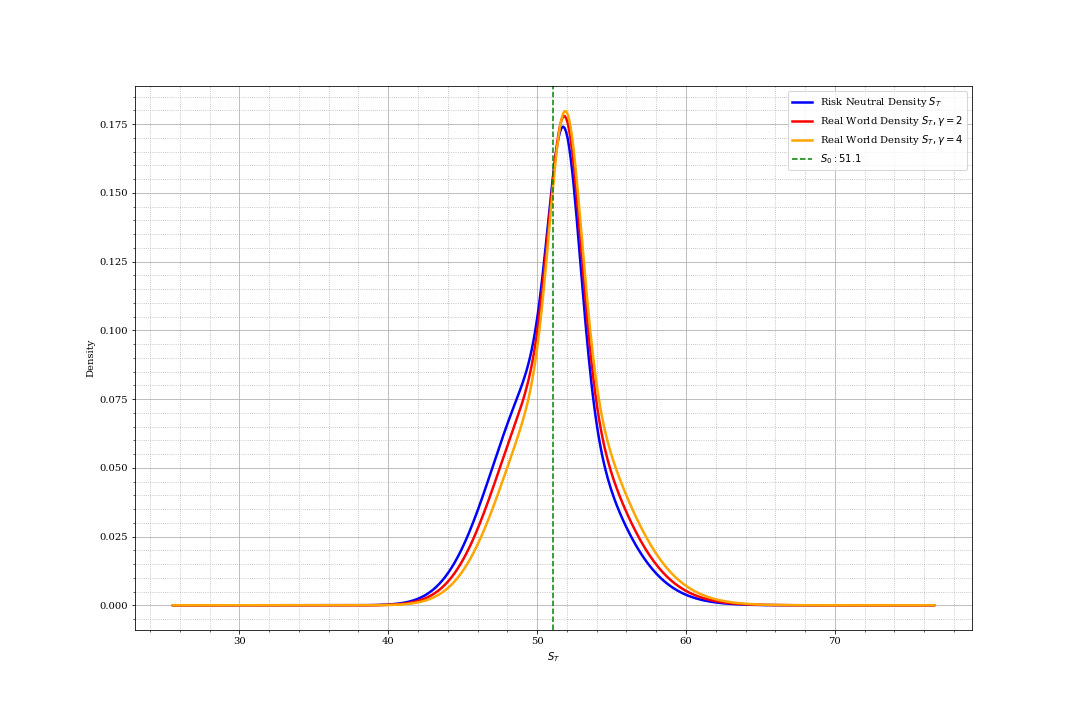 Risk Neutral Density S_T
Real World Density S_T, γ = 2
Real World Density S_T, γ = 4
S_0 : 51.1
0.175
0.150
0.125
0.100
0.075
0.050
0.025
0.000
Density
30 40 50 60 70
S_T